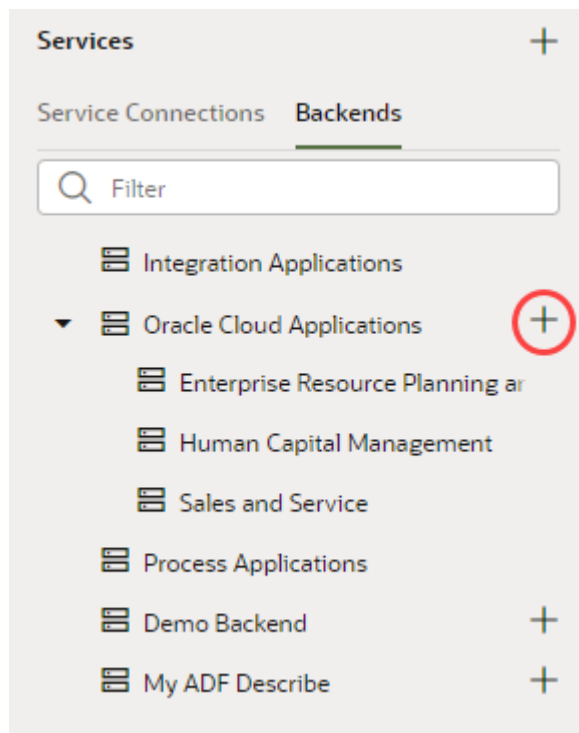 Services
Service Connections Backends
Filter
Integration Applications
Oracle Cloud Applications
Enterprise Resource Planning ar
Human Capital Management
Sales and Service
Process Applications
Demo Backend
My ADF Describe